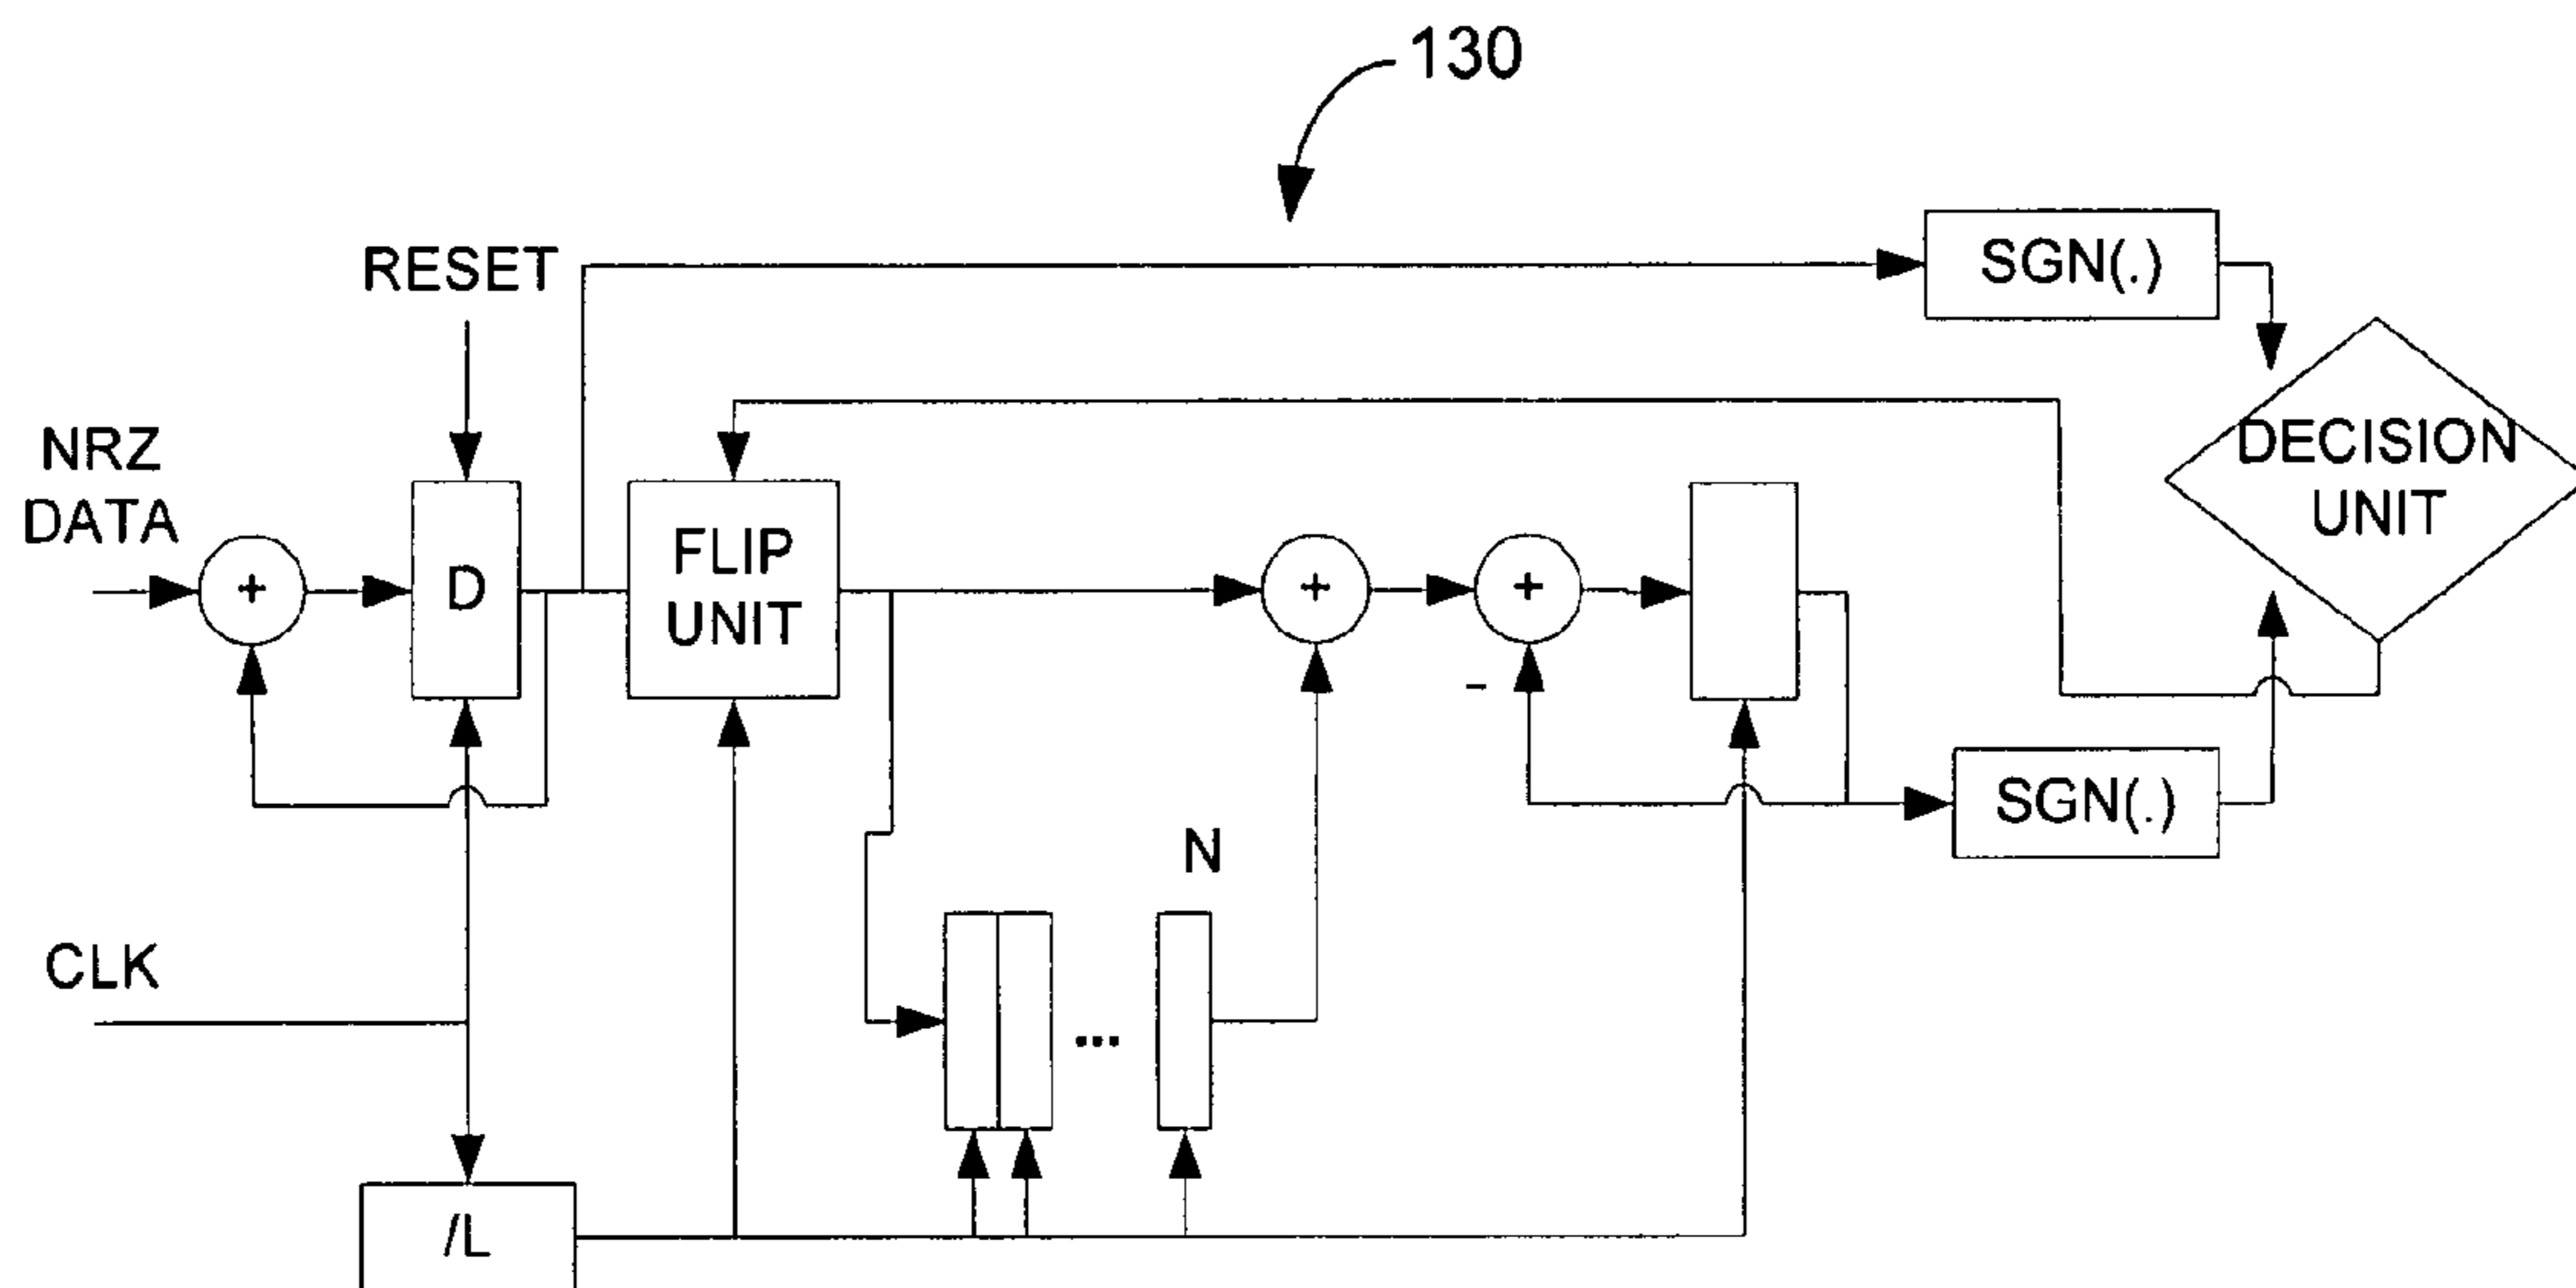 130
RESET
SGN(.)
NRZ
DATA
+
D
FLIP
UNIT
+
+
-
DECISION
UNIT
SGN(.)
N
CLK
...
/L